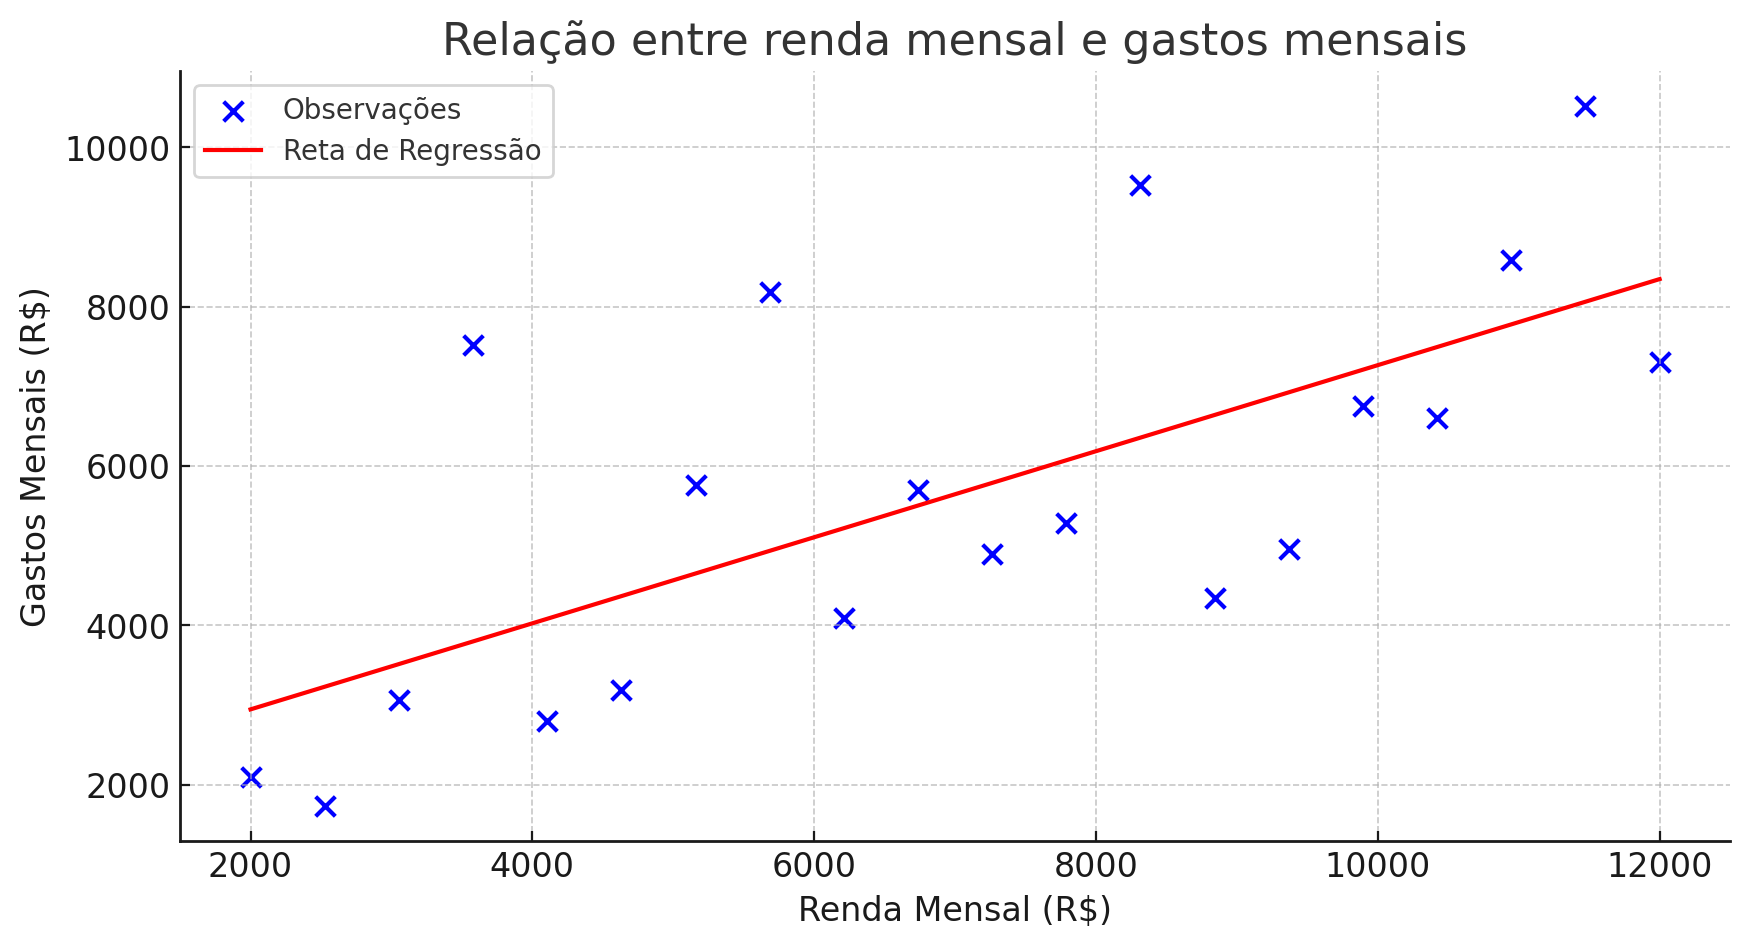 Relação entre renda mensal e gastos mensais
Observações
Reta de Regressão
10000
8000
6000
4000
2000
Gastos Mensais (R$)
2000 4000 6000 8000 10000 12000
Renda Mensal (R$)